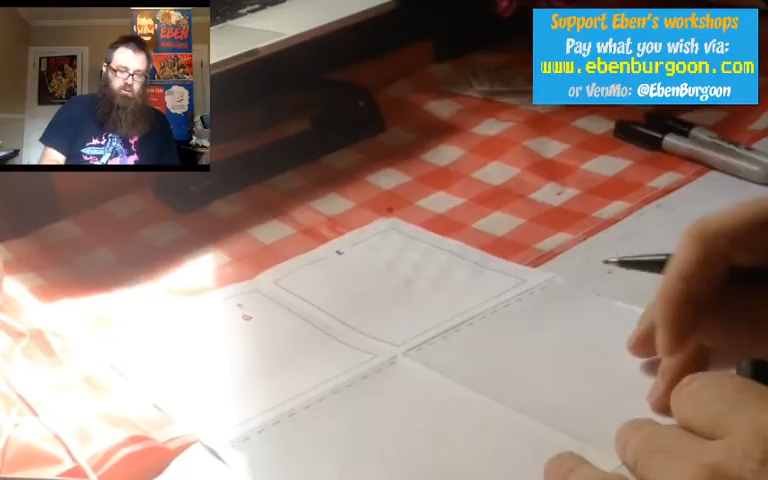 Support Eben's workshops
Pay what you wish via:
www.ebenburgoon.com
or VenMo: @EbenBurgoon
EBEN